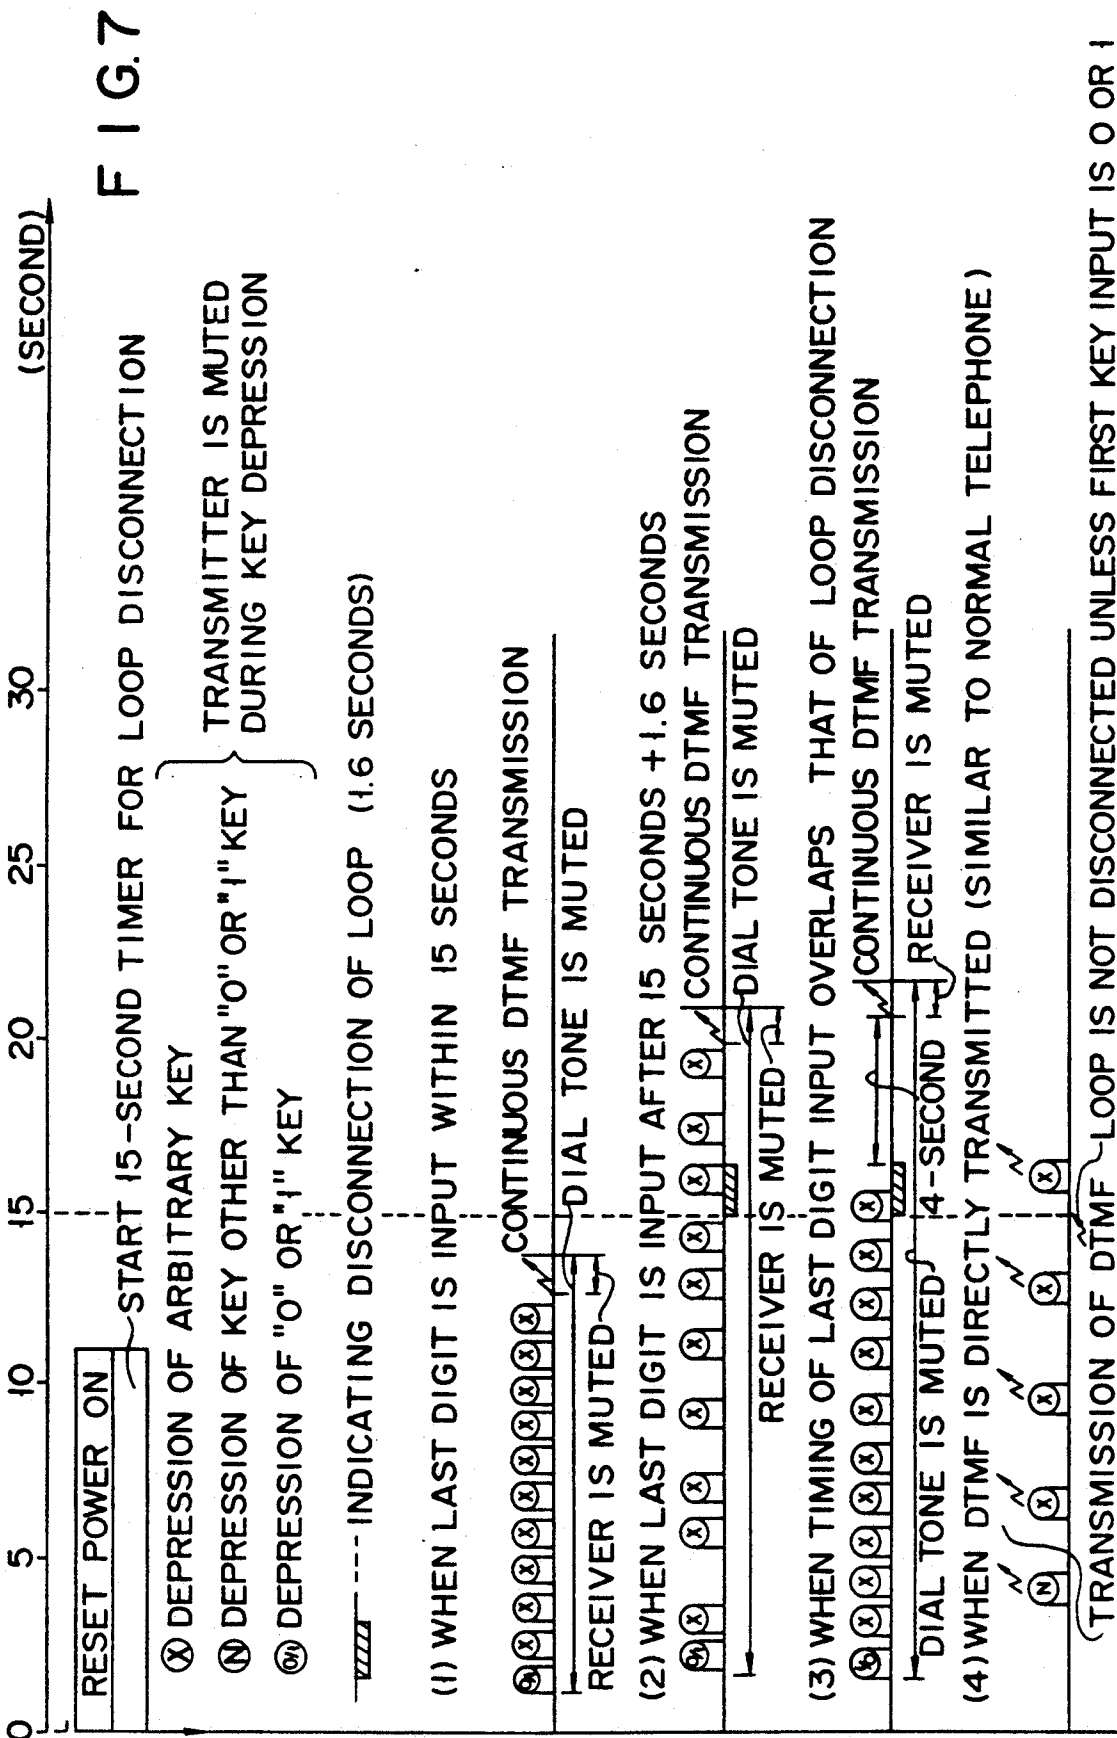 FIG.7
0 5 10 15 20 25 30 (SECOND)
RESET POWER ON
START 15-SECOND TIMER FOR LOOP DISCONNECTION
X DEPRESSION OF ARBITRARY KEY
N DEPRESSION OF KEY OTHER THAN "0" OR "1" KEY
0/1 DEPRESSION OF "0" OR "1" KEY
TRANSMITTER IS MUTED
DURING KEY DEPRESSION
---- INDICATING DISCONNECTION OF LOOP (1.6 SECONDS)
(1) WHEN LAST DIGIT IS INPUT WITHIN 15 SECONDS
CONTINUOUS DTMF TRANSMISSION
0/1 X X X X X X X X X X
DIAL TONE IS MUTED
RECEIVER IS MUTED
(2) WHEN LAST DIGIT IS INPUT AFTER 15 SECONDS +1.6 SECONDS
CONTINUOUS DTMF TRANSMISSION
0/1 X X X X X X X X X X
DIAL TONE IS MUTED
RECEIVER IS MUTED
(3) WHEN TIMING OF LAST DIGIT INPUT OVERLAPS THAT OF LOOP DISCONNECTION
CONTINUOUS DTMF TRANSMISSION
X X X X X X X X X X
RECEIVER IS MUTED
DIAL TONE IS MUTED
4-SECOND
(4) WHEN DTMF IS DIRECTLY TRANSMITTED (SIMILAR TO NORMAL TELEPHONE)
N X X X X X
TRANSMISSION OF DTMF
LOOP IS NOT DISCONNECTED UNLESS FIRST KEY INPUT IS 0 OR 1